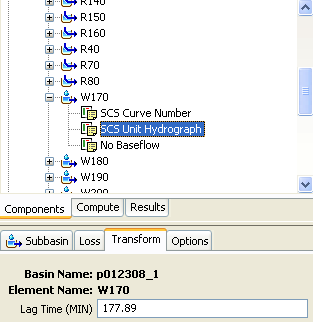 R140
R150
R160
R40
R70
R80
W170
SCS Curve Number
SCS Unit Hydrograph
No Baseflow
W180
W190
W200
Components Compute Results
Subbasin Loss Transform Options
Basin Name: p012308_1
Element Name: W170
Lag Time (MIN) 177.89